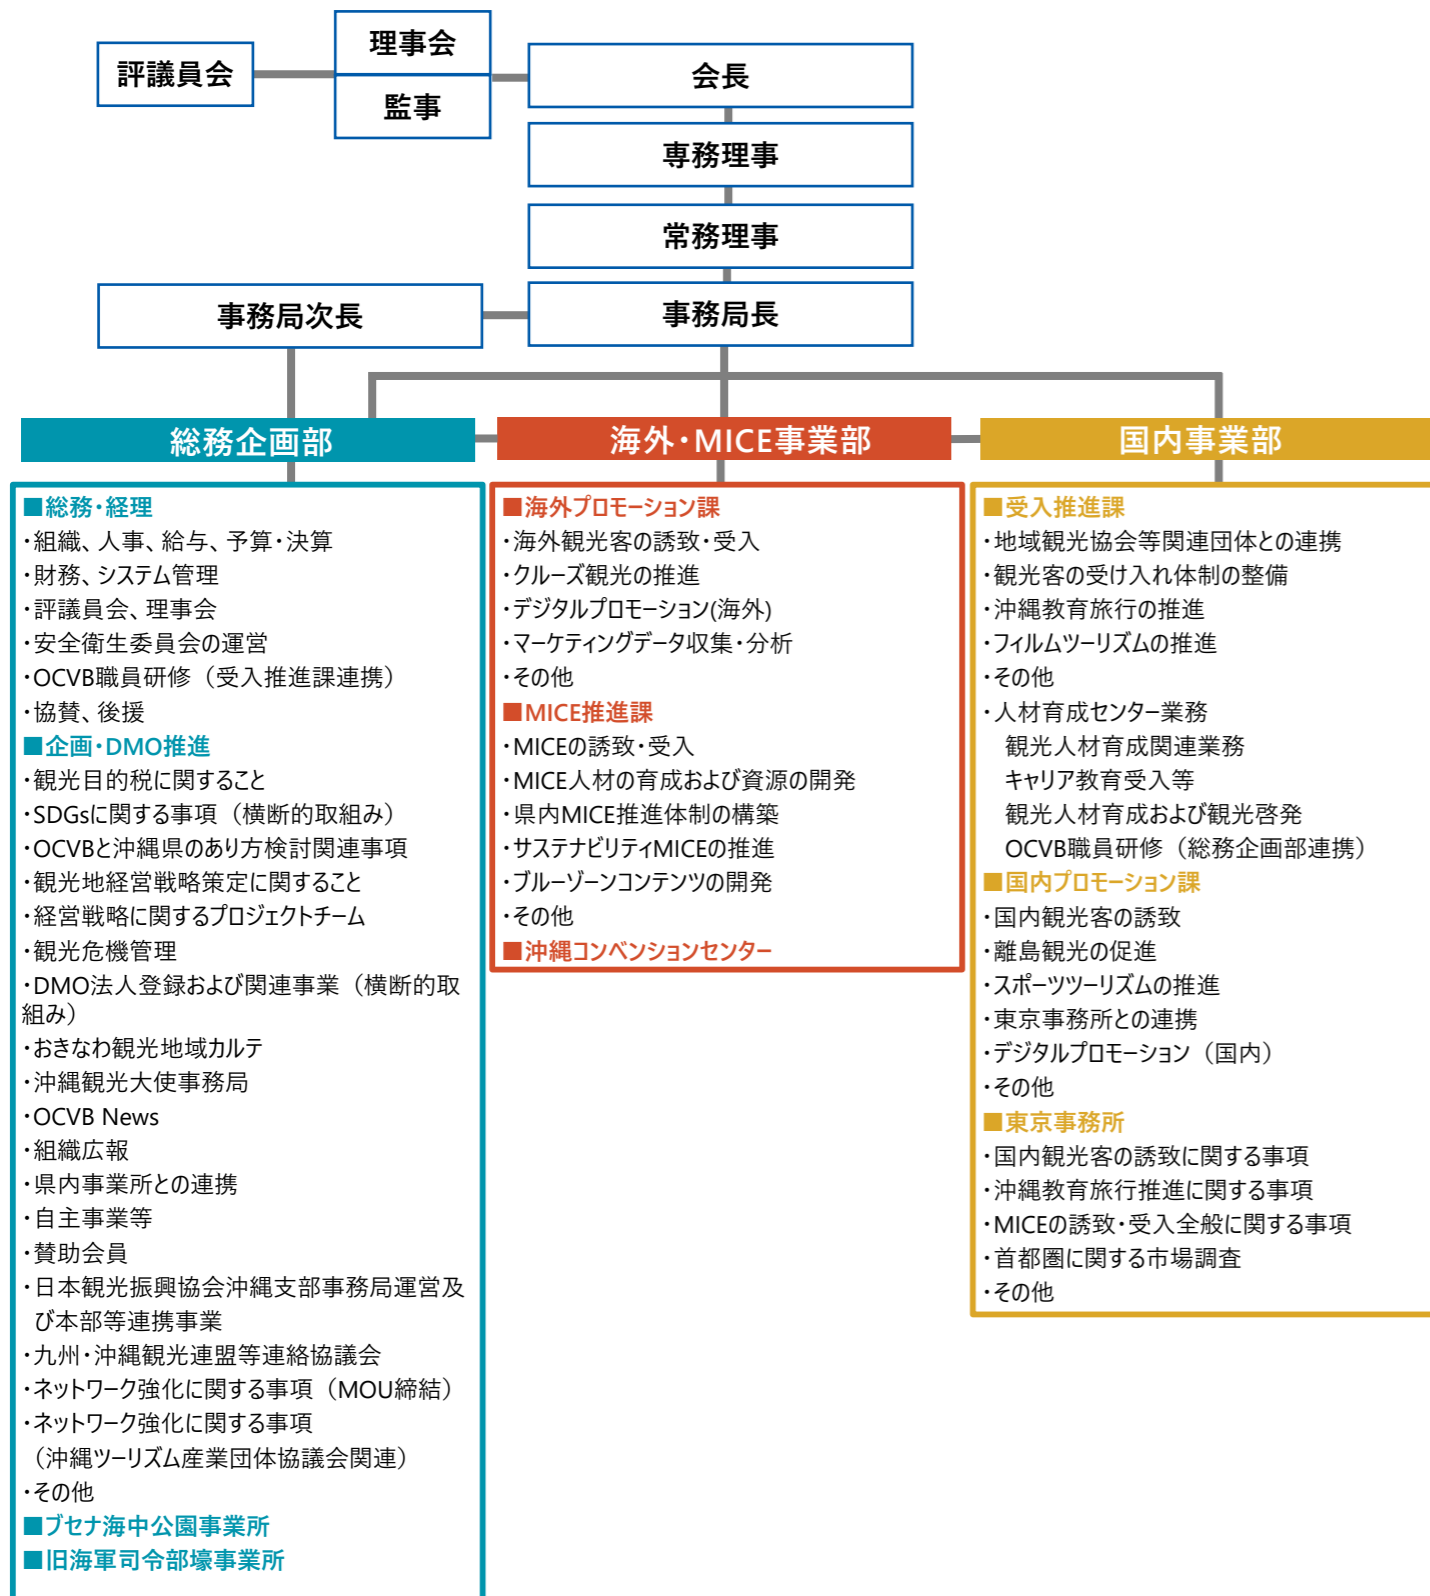 評議員会
理事会
監事
会長
専務理事
常務理事
事務局次長
事務局長
総務企画部
■総務・経理
・組織、人事、給与、予算・決算
・財務、システム管理
・評議員会、理事会
・安全衛生委員会の運営
・OCVB職員研修（受入推進課連携）
・協賛、後援
■企画・DMO推進
・観光目的税に関すること
・SDGsに関する事項（横断的取組み）
・OCVBと沖縄県のあり方検討関連事項
・観光地経営戦略策定に関すること
・経営戦略に関するプロジェクトチーム
・観光危機管理
・DMO法人登録および関連事業（横断的取
組み）
・おきなわ観光地域カルテ
・沖縄観光大使事務局
・OCVB News
・組織広報
・県内事業所との連携
・自主事業等
・賛助会員
・日本観光振興協会沖縄支部事務局運営及
び本部等連携事業
・九州・沖縄観光連盟等連絡協議会
・ネットワーク強化に関する事項（MOU締結）
・ネットワーク強化に関する事項
（沖縄ツーリズム産業団体協議会関連）
・その他
■ブセナ海中公園事業所
■旧海軍司令部壕事業所
海外・MICE事業部
■海外プロモーション課
・海外観光客の誘致・受入
・クルーズ観光の推進
・デジタルプロモーション(海外)
・マーケティングデータ収集・分析
・その他
■MICE推進課
・MICEの誘致・受入
・MICE人材の育成および資源の開発
・県内MICE推進体制の構築
・サステナビリティMICEの推進
・ブルーゾーンコンテンツの開発
・その他
■沖縄コンベンションセンター
国内事業部
■受入推進課
・地域観光協会等関連団体との連携
・観光客の受け入れ体制の整備
・沖縄教育旅行の推進
・フィルムツーリズムの推進
・その他
・人材育成センター業務
観光人材育成関連業務
キャリア教育受入等
観光人材育成および観光啓発
OCVB職員研修（総務企画部連携）
■国内プロモーション課
・国内観光客の誘致
・離島観光の促進
・スポーツツーリズムの推進
・東京事務所との連携
・デジタルプロモーション（国内）
・その他
■東京事務所
・国内観光客の誘致に関する事項
・沖縄教育旅行推進に関する事項
・MICEの誘致・受入全般に関する事項
・首都圏に関する市場調査
・その他